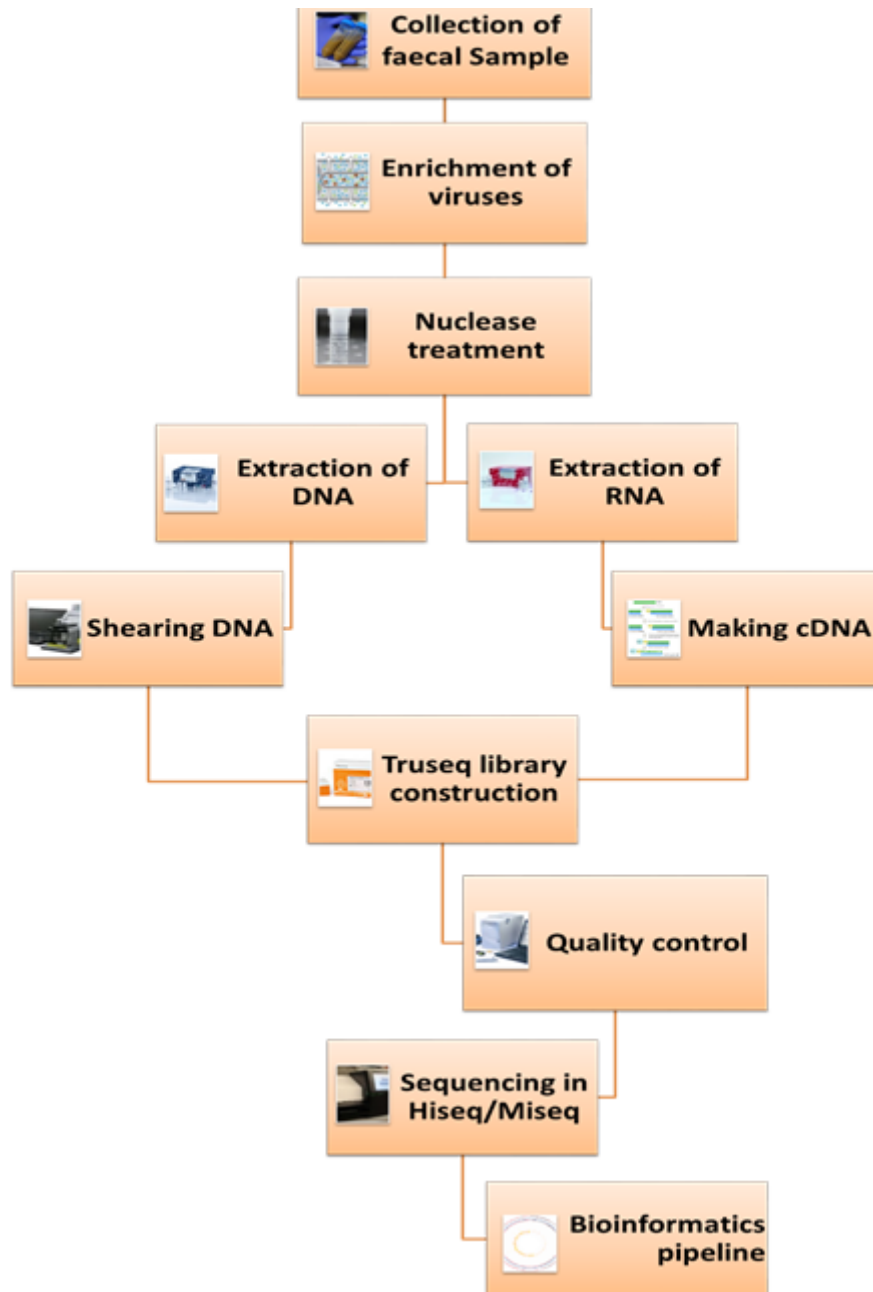 Collection of
faecal Sample
Enrichment of
viruses
Nuclease
treatment
Extraction of
DNA
Extraction of
RNA
Shearing DNA
Making cDNA
Truseq library
construction
Quality control
Sequencing in
Hiseq/Miseq
Bioinformatics
pipeline